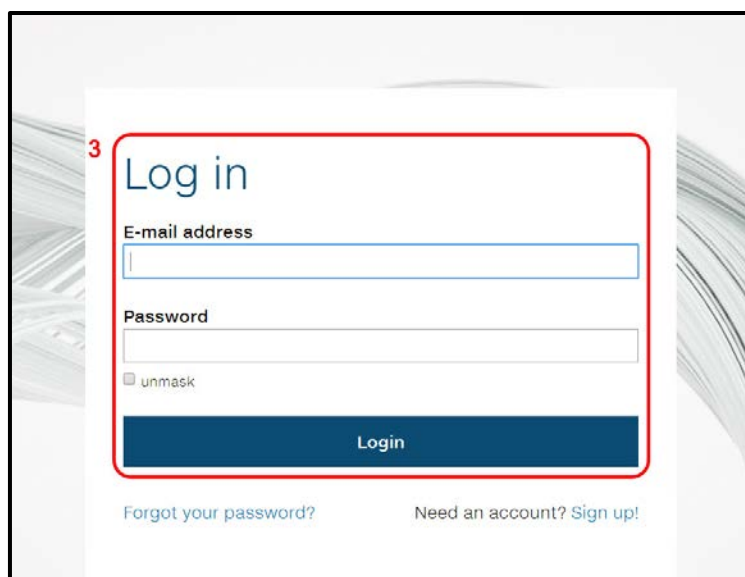 3
Log in
E-mail address
Password
unmask
Login
Forgot your password? Need an account? Sign up!